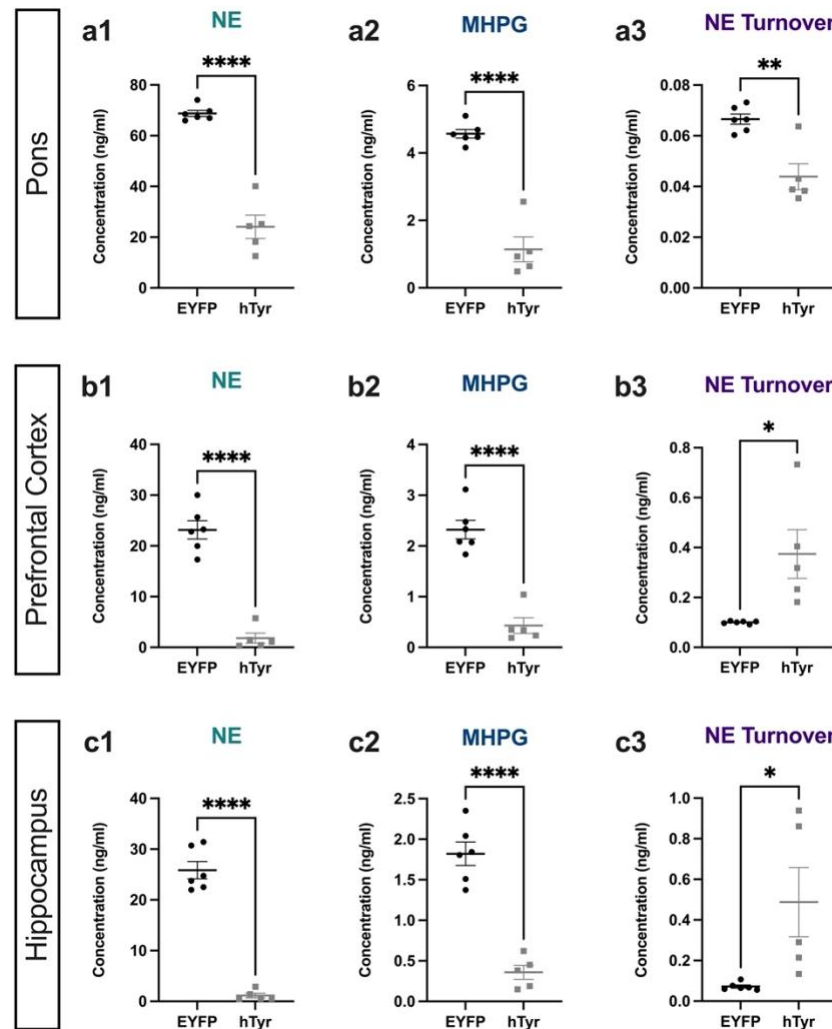 Pons
a1
NE
****
Concentration (ng/ml)
80
60
40
20
0
EYFP
hTyr
a2
MHPG
****
Concentration (ng/ml)
6
4
2
0
EYFP
hTyr
a3
NE Turnover
**
Concentration (ng/ml)
0.08
0.06
0.04
0.02
0.00
EYFP
hTyr
Prefrontal Cortex
b1
NE
****
Concentration (ng/ml)
40
30
20
10
0
EYFP
hTyr
b2
MHPG
****
Concentration (ng/ml)
4
3
2
1
0
EYFP
hTyr
b3
NE Turnover
*
Concentration (ng/ml)
0.8
0.6
0.4
0.2
0.0
EYFP
hTyr
Hippocampus
c1
NE
****
Concentration (ng/ml)
40
30
20
10
0
EYFP
hTyr
c2
MHPG
****
Concentration (ng/ml)
2.5
2.0
1.5
1.0
0.5
0.0
EYFP
hTyr
c3
NE Turnover
*
Concentration (ng/ml)
1.0
0.8
0.6
0.4
0.2
0.0
EYFP
hTyr